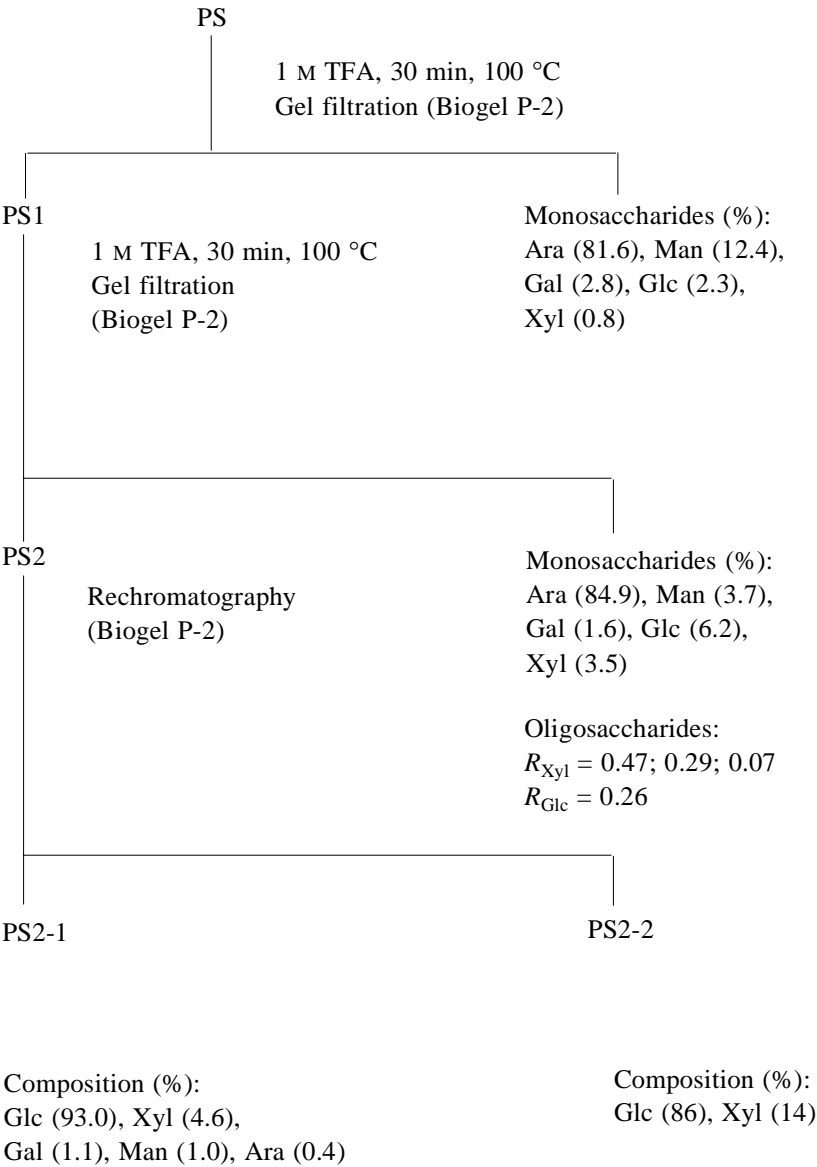 PS
1 M TFA, 30 min, 100 °C
Gel filtration (Biogel P-2)
PS1
1 M TFA, 30 min, 100 °C
Gel filtration
(Biogel P-2)
Monosaccharides (%):
Ara (81.6), Man (12.4),
Gal (2.8), Glc (2.3),
Xyl (0.8)
PS2
Rechromatography
(Biogel P-2)
Monosaccharides (%):
Ara (84.9), Man (3.7),
Gal (1.6), Glc (6.2),
Xyl (3.5)
Oligosaccharides:
RXyl = 0.47; 0.29; 0.07
RGlc = 0.26
PS2-1
PS2-2
Composition (%):
Glc (93.0), Xyl (4.6),
Gal (1.1), Man (1.0), Ara (0.4)
Composition (%):
Glc (86), Xyl (14)